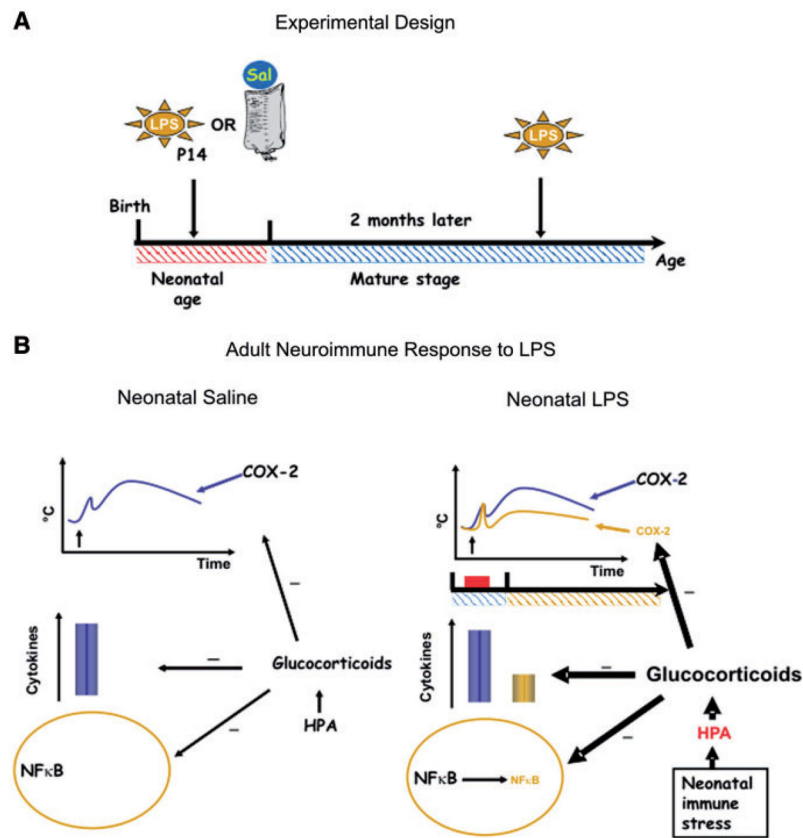 A
Experimental Design
Sal
LPS OR
P14
LPS
Birth
2 months later
Age
Neonatal
age
Mature stage
B
Adult Neuroimmune Response to LPS
Neonatal Saline
Neonatal LPS
COX-2
°C
Time
–
Cytokines
–
Glucocorticoids
–
HPA
NFκB
COX-2
°C
COX-2
Time
–
Cytokines
–
Glucocorticoids
–
HPA
NFκB
NFκB
Neonatal
immune
stress